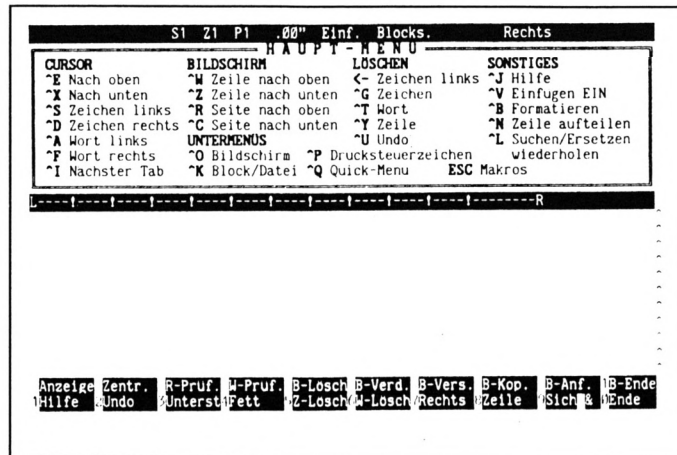 S1 Z1 P1 .00" Einf. Blocks. Rechts
HAUPT-MENU
CURSOR BILDSCHIRM LÖSCHEN SONSTIGES
^E Nach oben ^W Zeile nach oben <- Zeichen links ^J Hilfe
^X Nach unten ^Z Zeile nach unten ^G Zeichen ^V Einfugen EIN
^S Zeichen links ^R Seite nach oben ^T Wort ^B Formatieren
^D Zeichen rechts ^C Seite nach unten ^Y Zeile ^N Zeile aufteilen
^A Wort links UNTERMENÜS ^U Undo ^L Suchen/Ersetzen
^F Wort rechts ^O Bildschirm ^P Drucksteuerzeichen wiederholen
^I Nachster Tab ^K Block/Datei ^Q Quick-Menu ESC Makros
L----!----!----!----!----!----!----!----!----!----!----!--------R
Anzeige Zentr. R-Pruf. W-Pruf. B-Losch B-Verd. B-Vers. B-Kop. B-Anf. B-Ende
1Hilfe Undo Unterst Fett Z-Losch W-Losch Rechts Zeile Sich & Ende